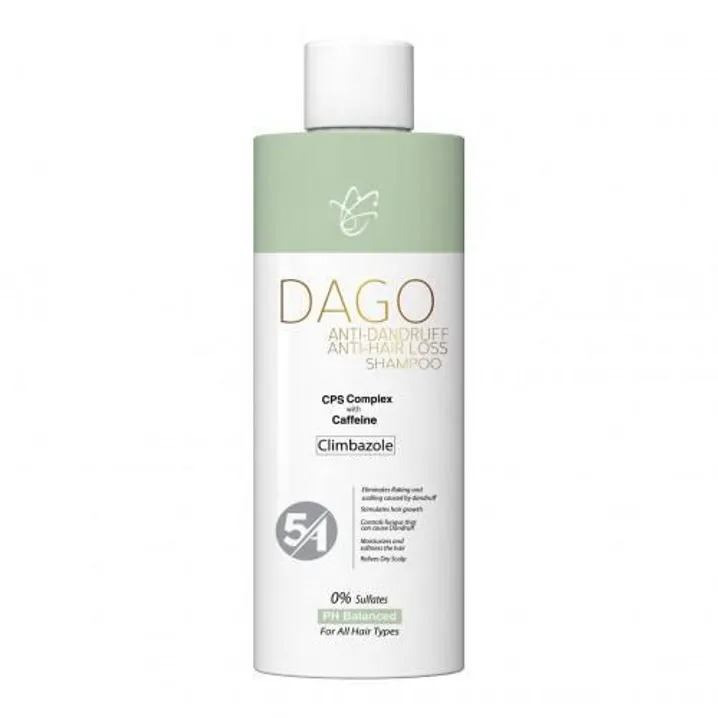 DAGO
ANTI-DANDRUFF
ANTI-HAIR LOSS
SHAMPOO
CPS Complex
with
Caffeine
Climbazole
5A
Eliminates flaking and
scalling caused by dandruff
Stimulates hair growth
Controls fungus that
can cause Dandruff
Moisturizes and
softness the hair
Relives Dry Scalp
0% Sulfates
PH Balanced
For All Hair Types